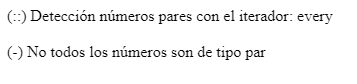 (::) Detección números pares con el iterador: every
(-) No todos los números son de tipo par